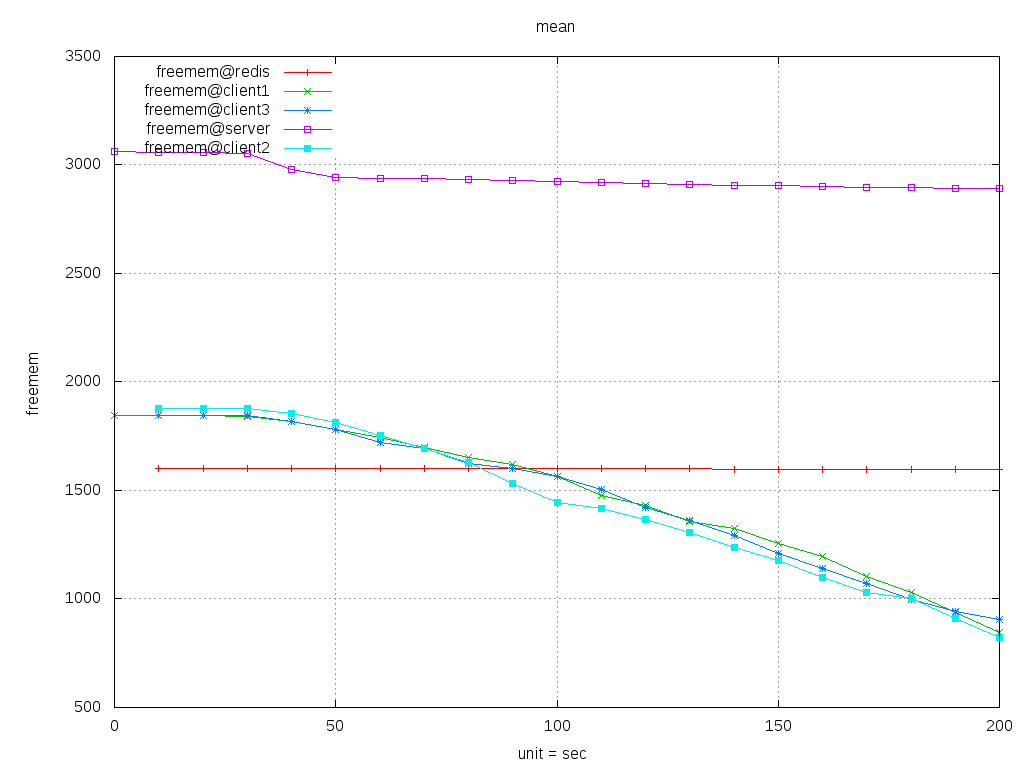 mean
3500
3000
2500
2000
1500
1000
500
freemem
freemem@redis
freemem@client1
freemem@client3
freemem@server
freemem@client2
0 50 100 150 200
unit = sec